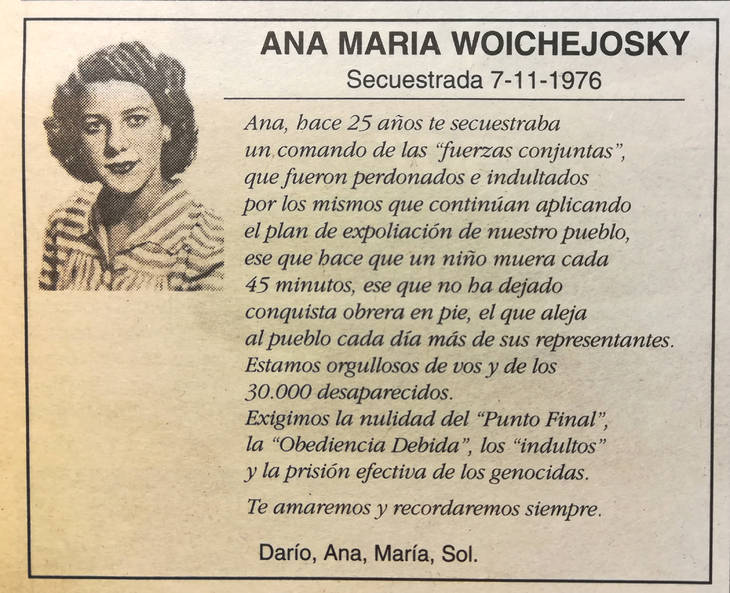 ANA MARIA WOICHEJOSKY
Secuestrada 7-11-1976
Ana, hace 25 años te secuestraba
un comando de las “fuerzas conjuntas”,
que fueron perdonados e indultados
por los mismos que continúan aplicando
el plan de expoliación de nuestro pueblo,
ese que hace que un niño muera cada
45 minutos, ese que no ha dejado
conquista obrera en pie, el que aleja
al pueblo cada día más de sus representantes.
Estamos orgullosos de vos y de los
30.000 desaparecidos.
Exigimos la nulidad del “Punto Final”,
la “Obediencia Debida”, los “indultos”
y la prisión efectiva de los genocidas.
Te amaremos y recordaremos siempre.
Darío, Ana, María, Sol.